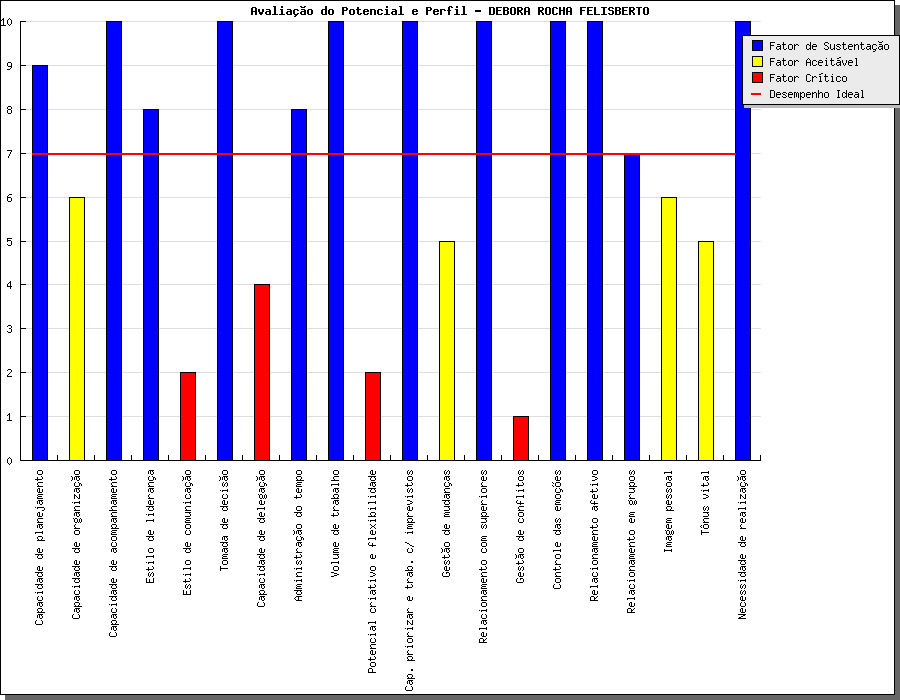 Avaliação do Potencial e Perfil - DEBORA ROCHA FELISBERTO
Fator de Sustentação
Fator Aceitável
Fator Crítico
Desempenho Ideal
10
9
8
7
6
5
4
3
2
1
0
Capacidade de planejamento
Capacidade de organização
Capacidade de acompanhamento
Estilo de liderança
Estilo de comunicação
Tomada de decisão
Capacidade de delegação
Administração do tempo
Volume de trabalho
Potencial criativo e flexibilidade
Cap. priorizar e trab. c/ imprevistos
Gestão de mudanças
Relacionamento com superiores
Gestão de conflitos
Controle das emoções
Relacionamento afetivo
Relacionamento em grupos
Imagem pessoal
Tônus vital
Necessidade de realização